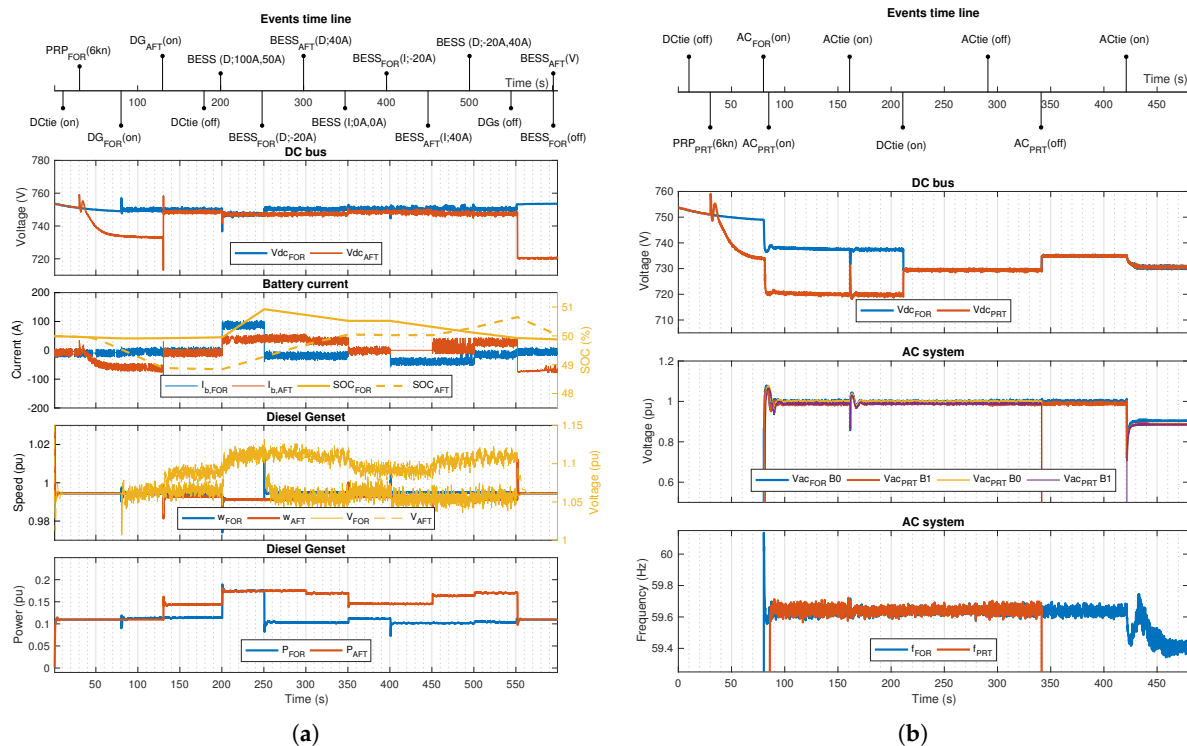 Events time line
PRP_FOR(6kn)
DG_AFT(on)
BESS (D;100A,50A)
BESS_AFT(D;40A)
BESS_FOR(I;-20A)
BESS (D;-20A,40A)
BESS_AFT(V)
Time (s)
100 200 300 400 500
DCtie (on)
DG_FOR(on)
DCtie (off)
BESS_FOR(D;-20A)
BESS (I;0A,0A)
BESS_AFT(I;40A)
DGs (off)
BESS_FOR(off)
DC bus
Voltage (V)
780
760
740
720
Vdc_FOR Vdc_AFT
Battery current
Current (A)
200
100
0
-100
-200
SOC (%)
51
50
49
48
I_b,FOR I_b,AFT SOC_FOR SOC_AFT
Diesel Genset
Speed (pu)
1.02
1
0.98
Voltage (pu)
1.15
1.1
1.05
1
w_FOR w_AFT V_FOR V_AFT
Diesel Genset
Power (pu)
0.2
0.15
0.1
0.05
0
P_FOR P_AFT
50 100 150 200 250 300 350 400 450 500 550
Time (s)
(a)
Events time line
DCtie (off)
AC_FOR(on)
ACtie (on)
ACtie (off)
ACtie (on)
Time (s)
0 50 100 150 200 250 300 350 400 450
PRP_PRT(6kn)
AC_PRT(on)
DCtie (on)
AC_PRT(off)
DC bus
Voltage (V)
760
750
740
730
720
710
Vdc_FOR Vdc_PRT
AC system
Voltage (pu)
1.2
1
0.8
0.6
Vac_FOR B0 Vac_PRT B1 Vac_PRT B0 Vac_PRT B1
AC system
Frequency (Hz)
60
59.8
59.6
59.4
f_FOR f_PRT
0 50 100 150 200 250 300 350 400 450
Time (s)
(b)